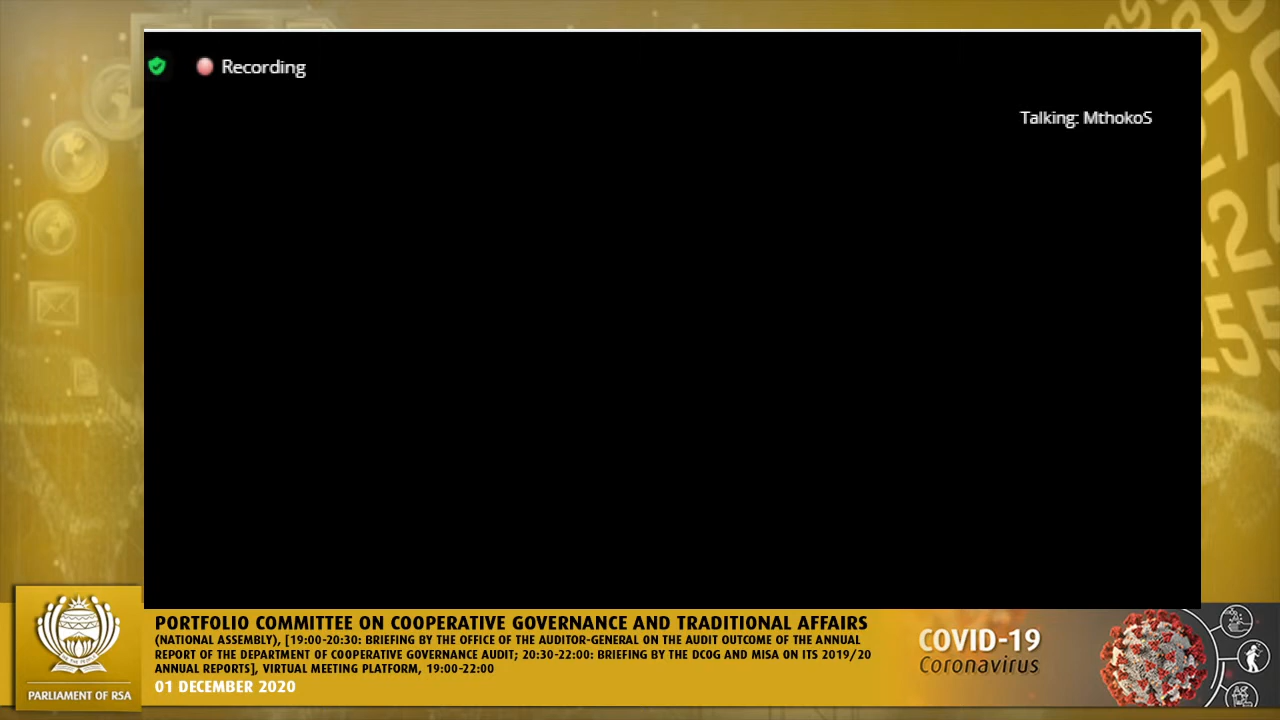 Recording
Talking: MthokoS
PORTFOLIO COMMITTEE ON COOPERATIVE GOVERNANCE AND TRADITIONAL AFFAIRS
(NATIONAL ASSEMBLY), [19:00-20:30: BRIEFING BY THE OFFICE OF THE AUDITOR-GENERAL ON THE AUDIT OUTCOME OF THE ANNUAL
REPORT OF THE DEPARTMENT OF COOPERATIVE GOVERNANCE AUDIT; 20:30-22:00: BRIEFING BY THE DCOG AND MISA ON ITS 2019/20
ANNUAL REPORTS], VIRTUAL MEETING PLATFORM, 19:00-22:00
01 DECEMBER 2020
PARLIAMENT OF RSA
COVID-19
Coronavirus